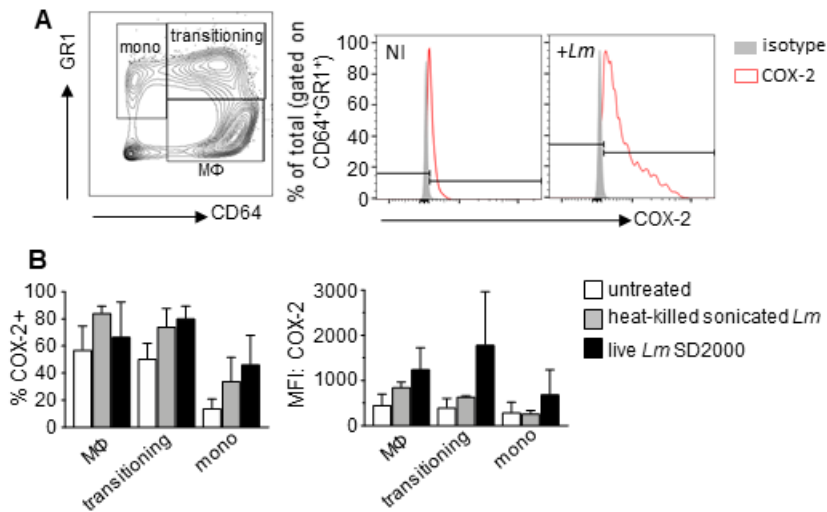 A
GR1
mono
transitioning
MΦ
CD64
% of total (gated on
CD64⁺GR1⁺)
100
80
60
40
20
0
NI
+Lm
COX-2
isotype
COX-2
B
% COX-2+
100
80
60
40
20
0
MΦ
transitioning
mono
MFI: COX-2
3000
2000
1000
0
MΦ
transitioning
mono
untreated
heat-killed sonicated Lm
live Lm SD2000